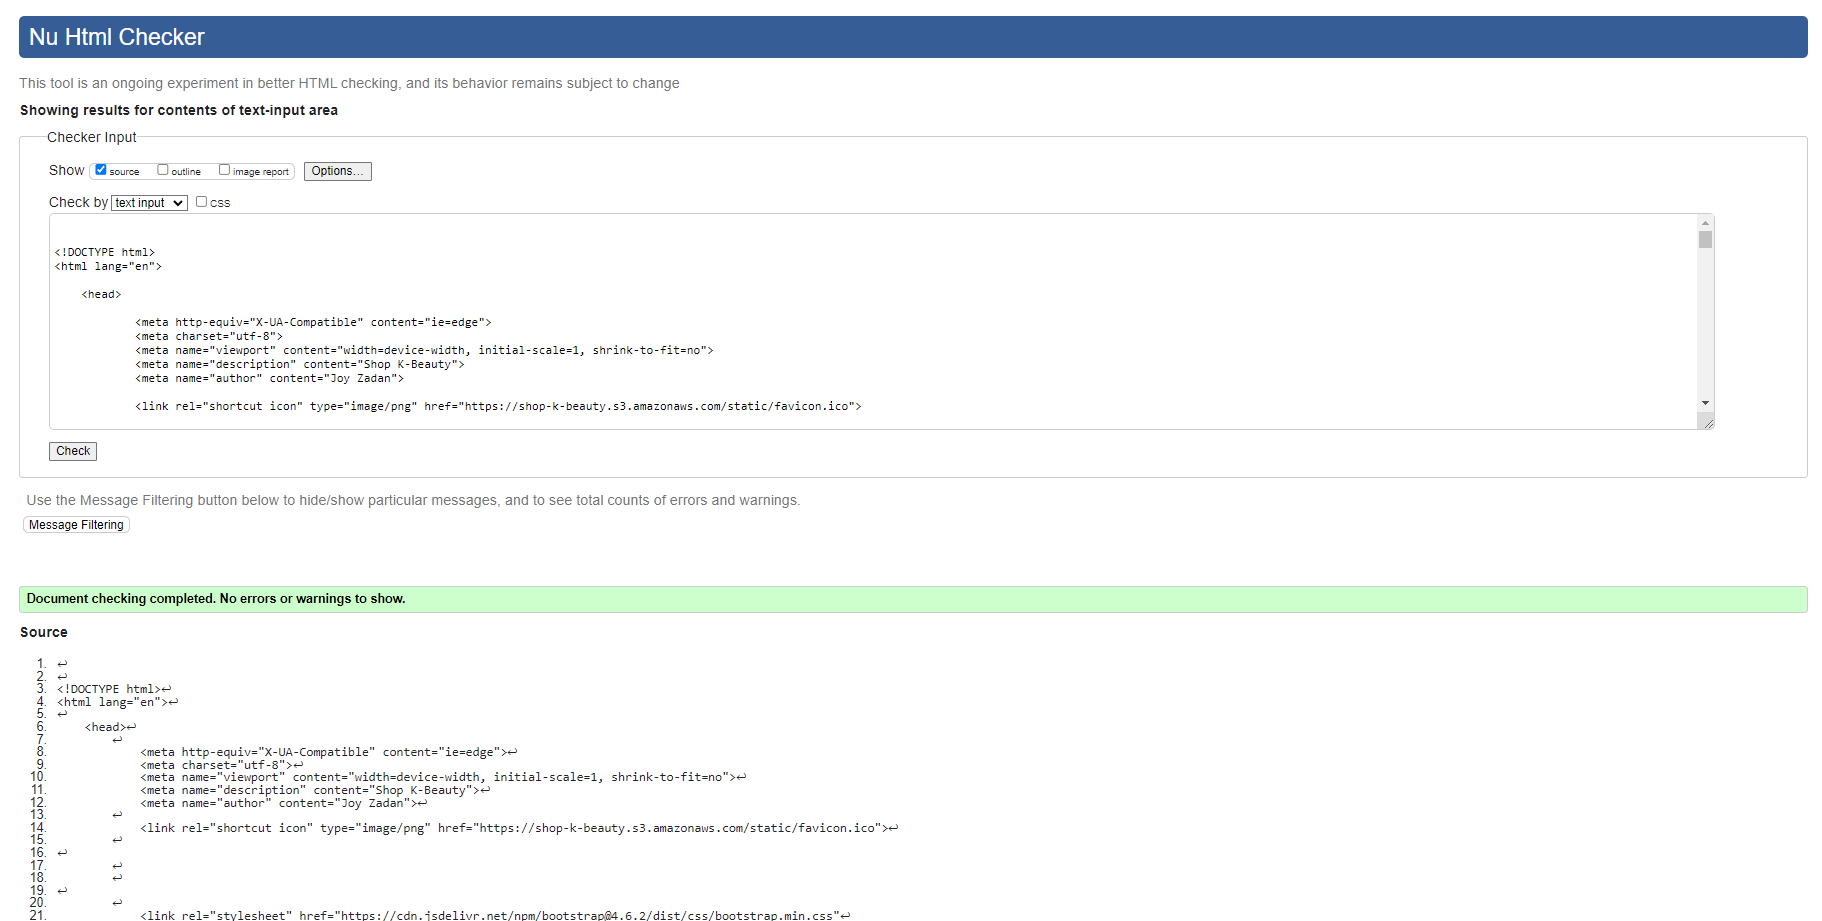 Nu Html Checker
This tool is an ongoing experiment in better HTML checking, and its behavior remains subject to change
Showing results for contents of text-input area
Checker Input
Show source outline image report Options...
Check by text input css
<!DOCTYPE html>
<html lang="en">
<head>
<meta http-equiv="X-UA-Compatible" content="ie=edge">
<meta charset="utf-8">
<meta name="viewport" content="width=device-width, initial-scale=1, shrink-to-fit=no">
<meta name="description" content="Shop K-Beauty">
<meta name="author" content="Joy Zadan">
<link rel="shortcut icon" type="image/png" href="https://shop-k-beauty.s3.amazonaws.com/static/favicon.ico">
Check
Use the Message Filtering button below to hide/show particular messages, and to see total counts of errors and warnings.
Message Filtering
Document checking completed. No errors or warnings to show.
Source
1. ↩
2. ↩
3. <!DOCTYPE html>↩
4. <html lang="en">↩
5. ↩
6. <head>↩
7. ↩
8. <meta http-equiv="X-UA-Compatible" content="ie=edge">↩
9. <meta charset="utf-8">↩
10. <meta name="viewport" content="width=device-width, initial-scale=1, shrink-to-fit=no">↩
11. <meta name="description" content="Shop K-Beauty">↩
12. <meta name="author" content="Joy Zadan">↩
13. ↩
14. <link rel="shortcut icon" type="image/png" href="https://shop-k-beauty.s3.amazonaws.com/static/favicon.ico">↩
15. ↩
16. ↩
17. ↩
18. ↩
19. ↩
20. ↩
21. <link rel="stylesheet" href="https://cdn.jsdelivr.net/npm/bootstrap@4.6.2/dist/css/bootstrap.min.css"↩